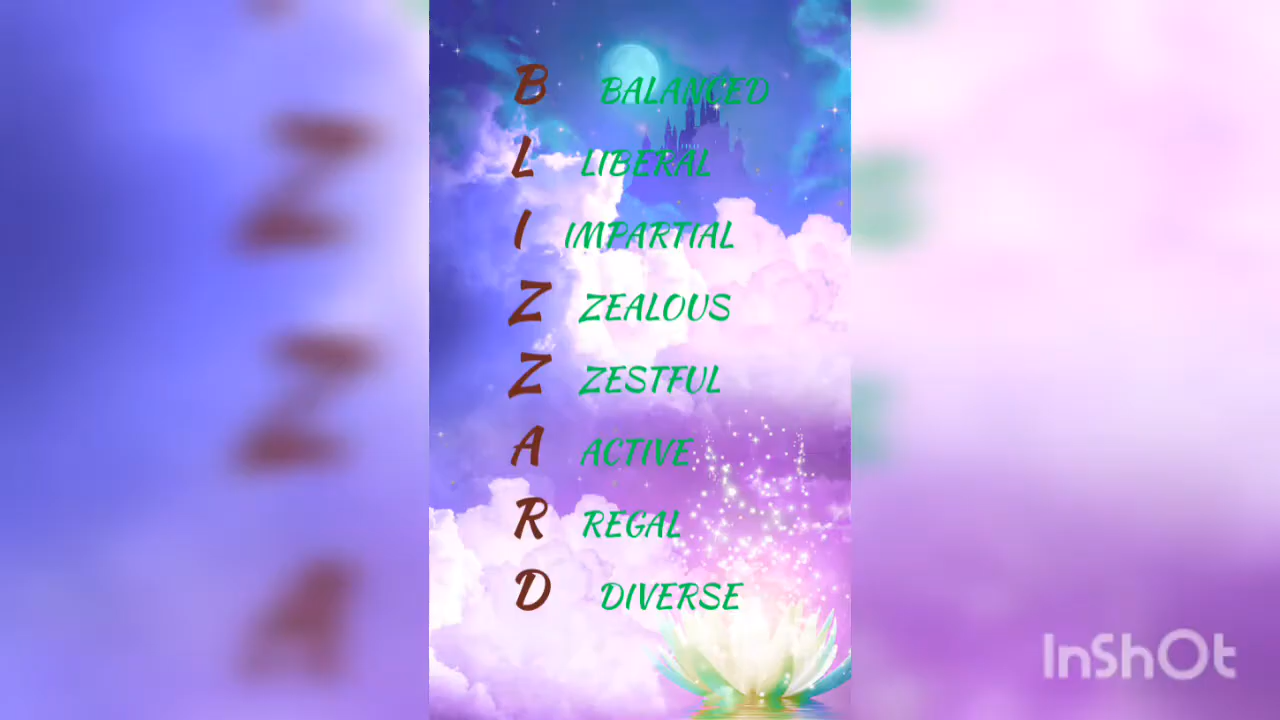 B BALANCED
L LIBERAL
I IMPARTIAL
Z ZEALOUS
Z ZESTFUL
A ACTIVE
R REGAL
D DIVERSE
InShOt